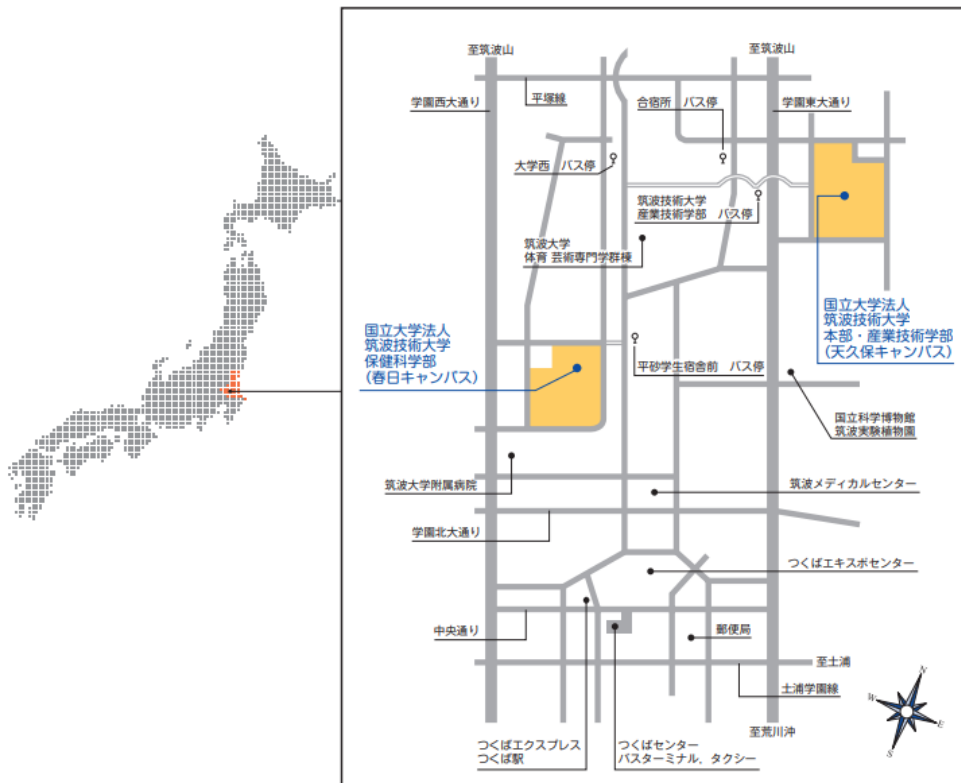 至筑波山
至筑波山
学園西大通り
平塚線
合宿所　バス停
学園東大通り
大学西　バス停
筑波技術大学
産業技術学部　バス停
筑波大学
体育 芸術専門学群棟
国立大学法人
筑波技術大学
保健科学部
(春日キャンパス)
国立大学法人
筑波技術大学
本部・産業技術学部
(天久保キャンパス)
平砂学生宿舎前　バス停
国立科学博物館
筑波実験植物園
筑波大学附属病院
筑波メディカルセンター
学園北大通り
つくばエキスポセンター
中央通り
郵便局
至土浦
土浦学園線
至荒川沖
つくばエクスプレス
つくば駅
つくばセンター
バスターミナル，タクシー
N
W
E
S